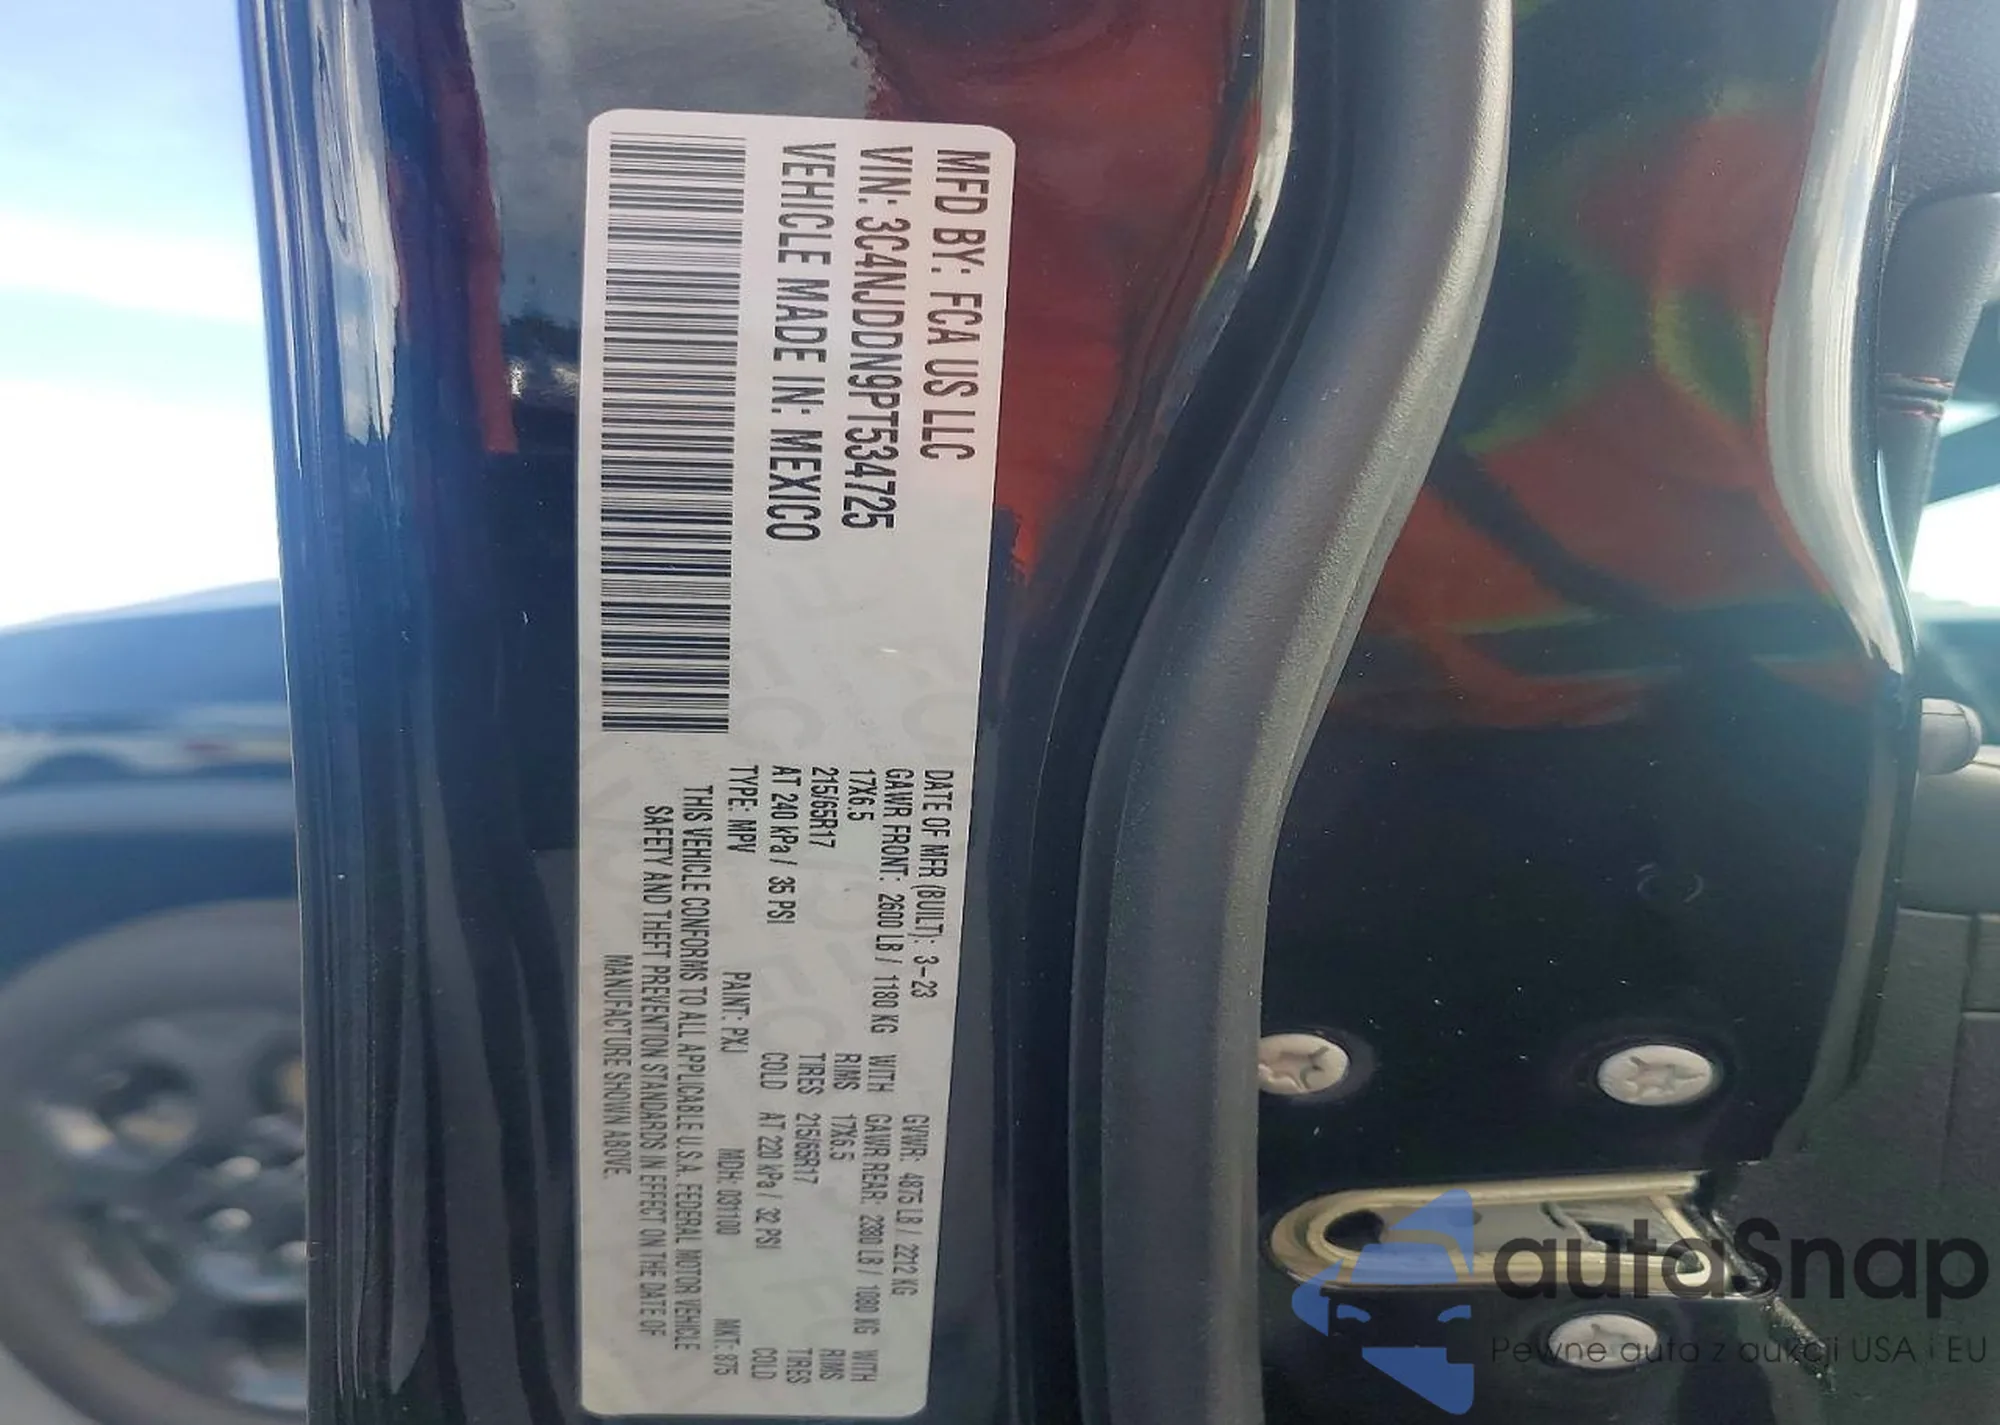 MFD BY: FCA US LLC
VIN: 3C4NJDDN9PT534725
VEHICLE MADE IN: MEXICO
DATE OF MFR (BUILT): 3-23 GVWR: 4875 LB / 2212 KG
GAWR FRONT: 2600 LB / 1180 KG WITH GAWR REAR: 2380 LB / 1080 KG WITH
17X6.5 RIMS 17X6.5 RIMS
215/65R17 TIRES 215/65R17 TIRES
AT 240 kPa / 35 PSI COLD AT 220 kPa / 32 PSI COLD
TYPE: MPV PAINT: PXJ MDH: 031100 MKT: 875
THIS VEHICLE CONFORMS TO ALL APPLICABLE U.S.A. FEDERAL MOTOR VEHICLE
SAFETY AND THEFT PREVENTION STANDARDS IN EFFECT ON THE DATE OF
MANUFACTURE SHOWN ABOVE.
autaSnap
Pewne auta z aukcji USA i EU